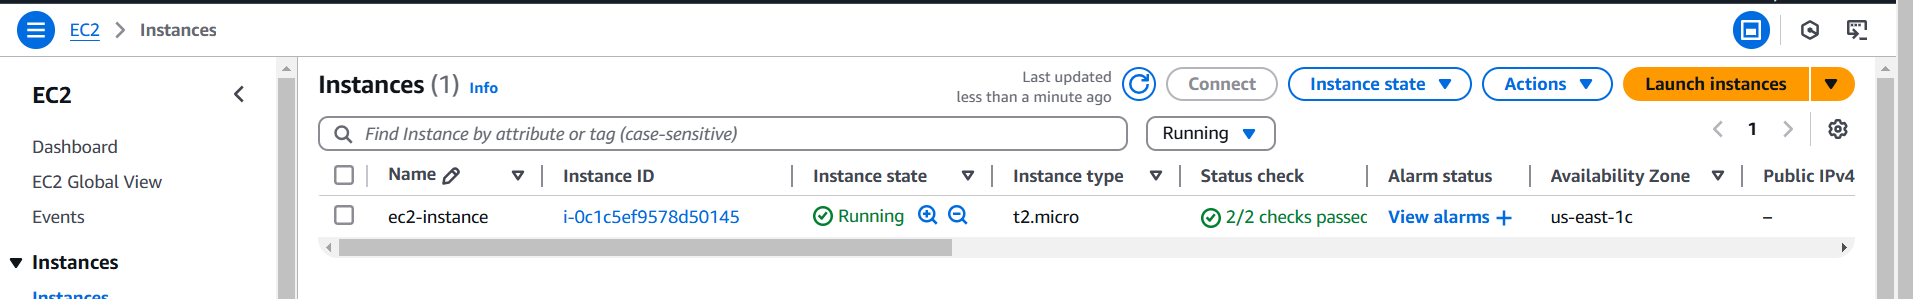 EC2 > Instances
EC2
Dashboard
EC2 Global View
Events
Instances
Instances
Instances (1) Info
Last updated
less than a minute ago
Connect
Instance state
Actions
Launch instances
Find Instance by attribute or tag (case-sensitive)
Running
1
Name Instance ID Instance state Instance type Status check Alarm status Availability Zone Public IPv4
ec2-instance i-0c1c5ef9578d50145 Running t2.micro 2/2 checks passec View alarms + us-east-1c –